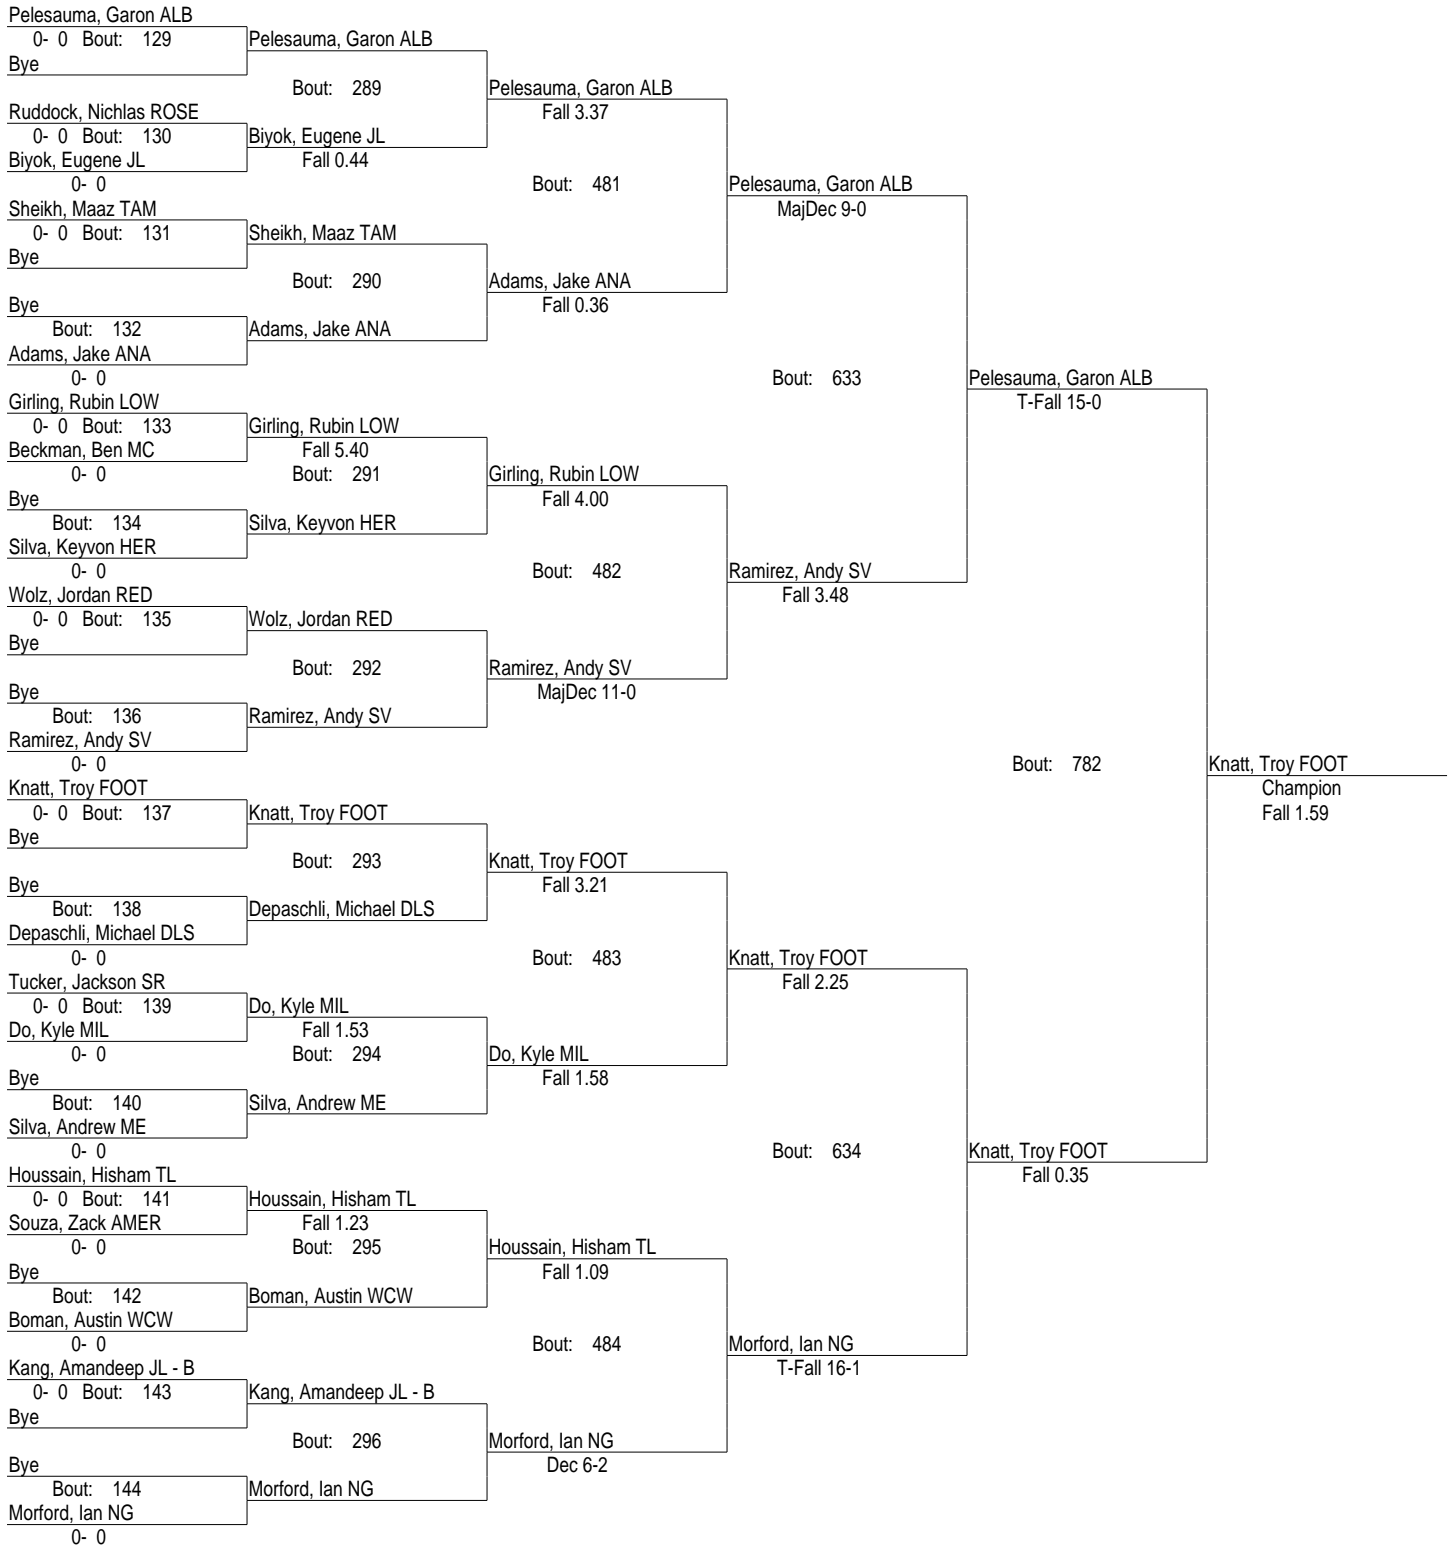 Pelesauma, Garon ALB
0- 0 Bout: 129 Pelesauma, Garon ALB
Bye
Bout: 289 Pelesauma, Garon ALB
Ruddock, Nichlas ROSE Fall 3.37
0- 0 Bout: 130 Biyok, Eugene JL
Biyok, Eugene JL Fall 0.44
0- 0 Bout: 481 Pelesauma, Garon ALB
Sheikh, Maaz TAM MajDec 9-0
0- 0 Bout: 131 Sheikh, Maaz TAM
Bye
Bout: 290 Adams, Jake ANA
Bye Fall 0.36
Bout: 132 Adams, Jake ANA
Adams, Jake ANA
0- 0 Bout: 633 Pelesauma, Garon ALB
Girling, Rubin LOW T-Fall 15-0
0- 0 Bout: 133 Girling, Rubin LOW
Beckman, Ben MC Fall 5.40
0- 0 Bout: 291 Girling, Rubin LOW
Bye Fall 4.00
Bout: 134 Silva, Keyvon HER
Silva, Keyvon HER
0- 0 Bout: 482 Ramirez, Andy SV
Wolz, Jordan RED Fall 3.48
0- 0 Bout: 135 Wolz, Jordan RED
Bye
Bout: 292 Ramirez, Andy SV
Bye MajDec 11-0
Bout: 136 Ramirez, Andy SV
Ramirez, Andy SV
0- 0 Bout: 782 Knatt, Troy FOOT
Knatt, Troy FOOT Champion
0- 0 Bout: 137 Knatt, Troy FOOT Fall 1.59
Bye
Bout: 293 Knatt, Troy FOOT
Bye Fall 3.21
Bout: 138 Depaschli, Michael DLS
Depaschli, Michael DLS
0- 0 Bout: 483 Knatt, Troy FOOT
Tucker, Jackson SR Fall 2.25
0- 0 Bout: 139 Do, Kyle MIL
Do, Kyle MIL Fall 1.53
0- 0 Bout: 294 Do, Kyle MIL
Bye Fall 1.58
Bout: 140 Silva, Andrew ME
Silva, Andrew ME
0- 0 Bout: 634 Knatt, Troy FOOT
Houssain, Hisham TL Fall 0.35
0- 0 Bout: 141 Houssain, Hisham TL
Souza, Zack AMER Fall 1.23
0- 0 Bout: 295 Houssain, Hisham TL
Bye Fall 1.09
Bout: 142 Boman, Austin WCW
Boman, Austin WCW
0- 0 Bout: 484 Morford, Ian NG
Kang, Amandeep JL - B T-Fall 16-1
0- 0 Bout: 143 Kang, Amandeep JL - B
Bye
Bout: 296 Morford, Ian NG
Bye Dec 6-2
Bout: 144 Morford, Ian NG
Morford, Ian NG
0- 0